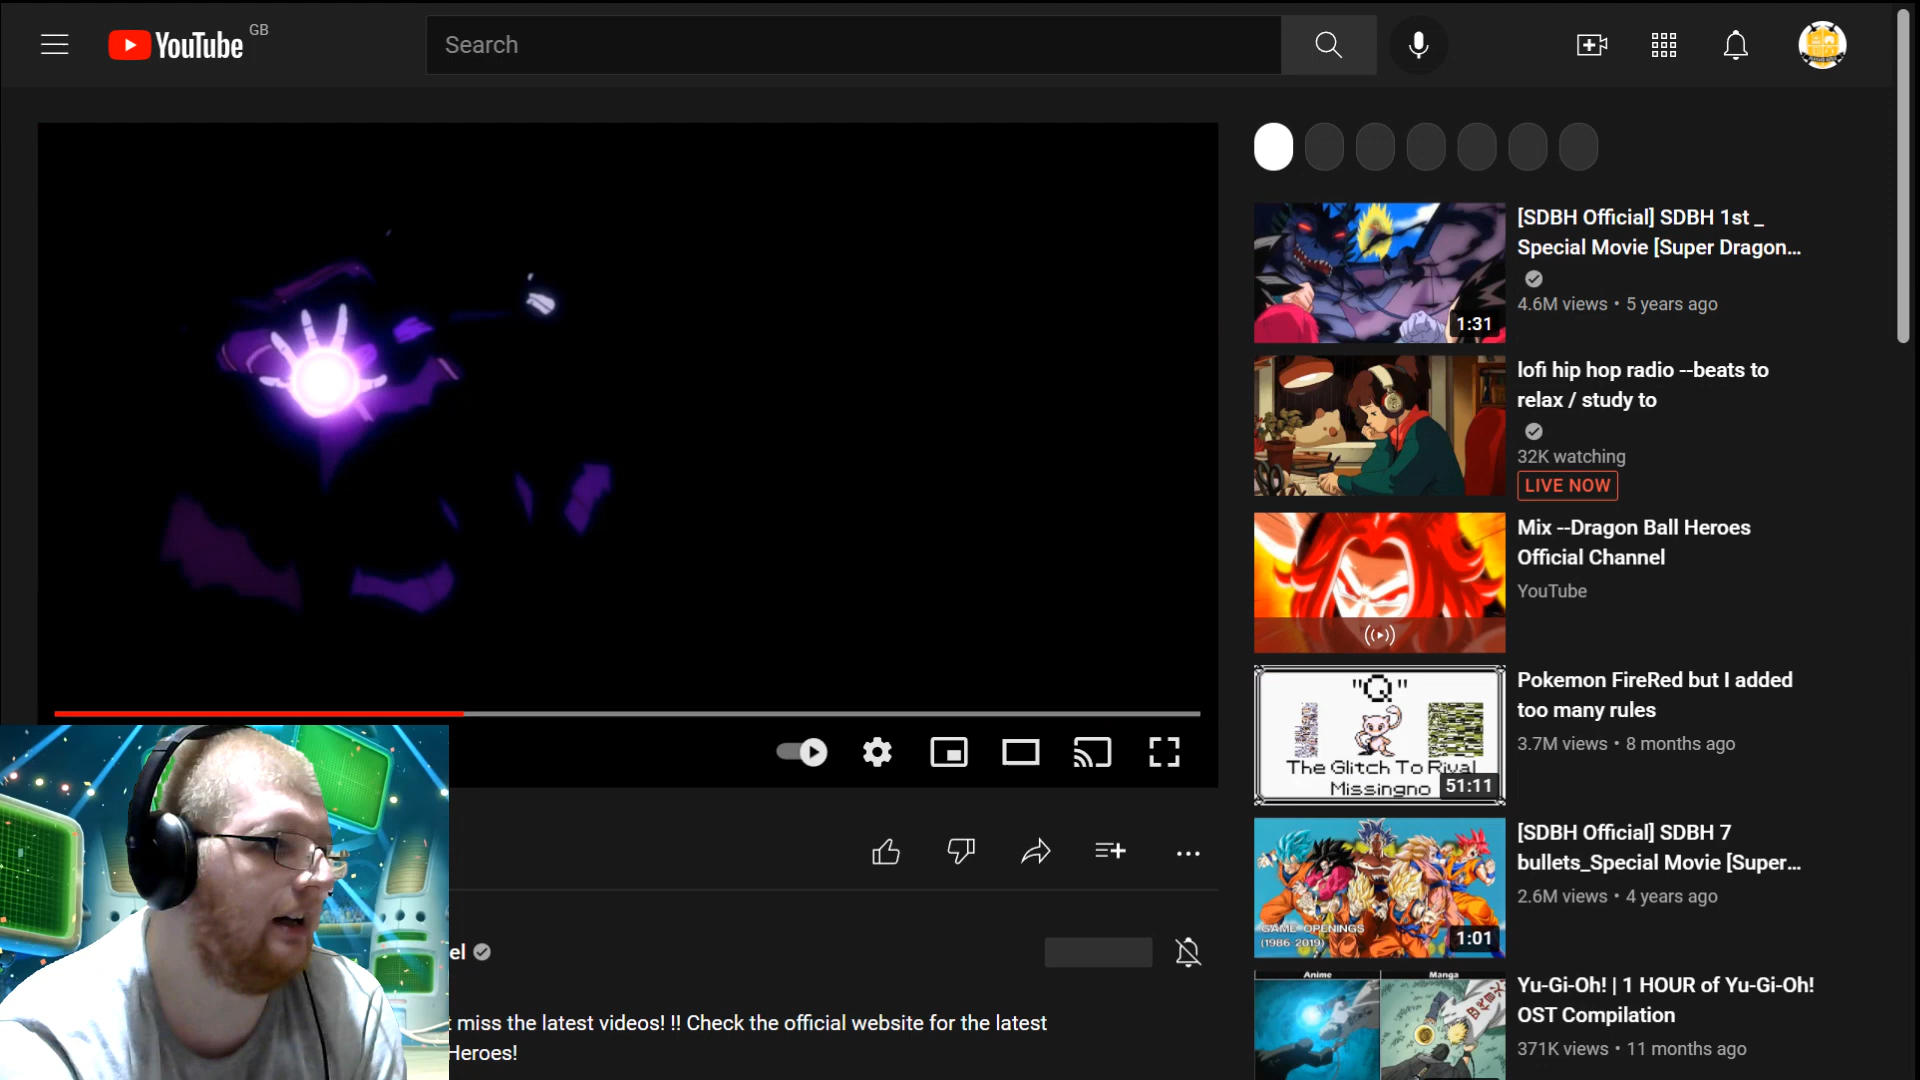 YouTube GB
Search
[SDBH Official] SDBH 1st _
Special Movie [Super Dragon...
4.6M views • 5 years ago
1:31
lofi hip hop radio --beats to
relax / study to
32K watching
LIVE NOW
Mix --Dragon Ball Heroes
Official Channel
YouTube
"Q"
The Glitch To Rival
Missingno
51:11
Pokemon FireRed but I added
too many rules
3.7M views • 8 months ago
GAME OPENINGS
(1986 2019)
1:01
[SDBH Official] SDBH 7
bullets_Special Movie [Super...
2.6M views • 4 years ago
Anime
Manga
Yu-Gi-Oh! | 1 HOUR of Yu-Gi-Oh!
OST Compilation
371K views • 11 months ago
el
miss the latest videos! !! Check the official website for the latest
Heroes!